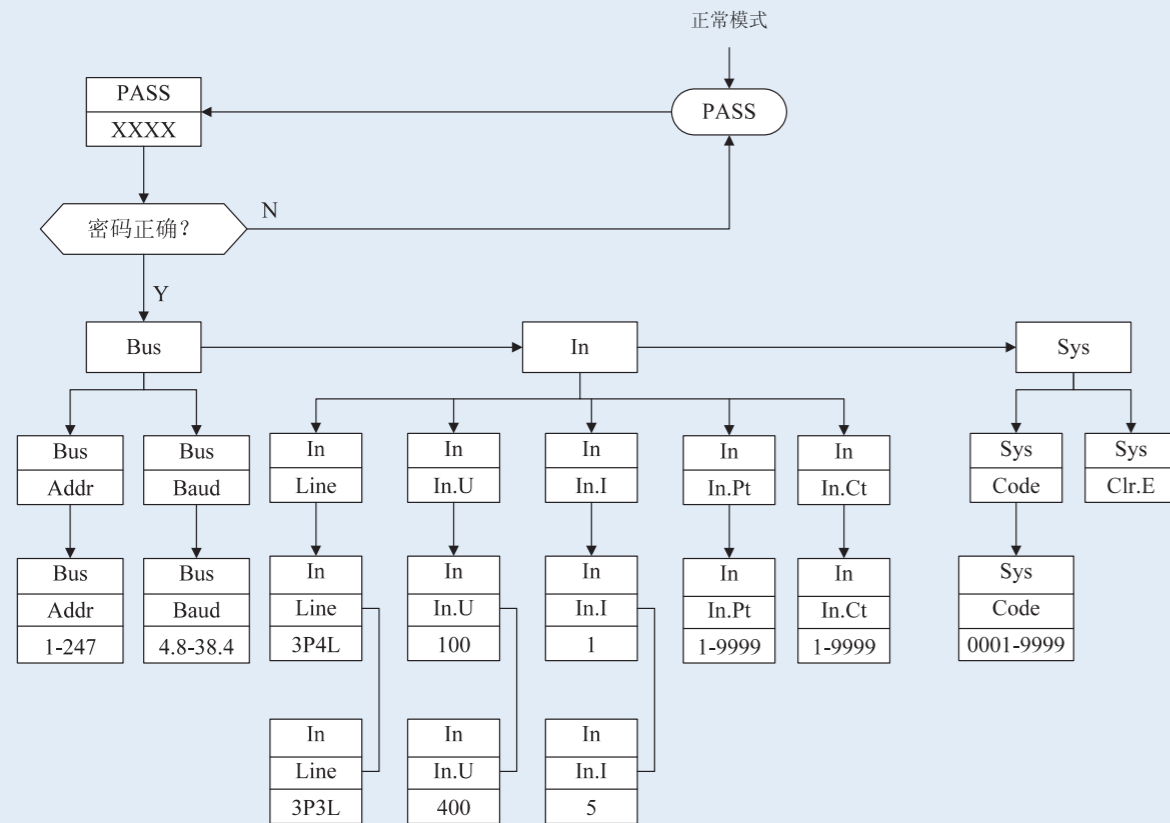 正常模式
PASS
XXXX
PASS
密码正确？
N
Y
Bus
In
Sys
Bus
Addr
Bus
Baud
In
Line
In
In.U
In
In.I
In
In.Pt
In
In.Ct
Sys
Code
Sys
Clr.E
Bus
Addr
1-247
Bus
Baud
4.8-38.4
In
Line
3P4L
In
In.U
100
In
In.I
1
In
In.Pt
1-9999
In
In.Ct
1-9999
Sys
Code
0001-9999
In
Line
3P3L
In
In.U
400
In
In.I
5